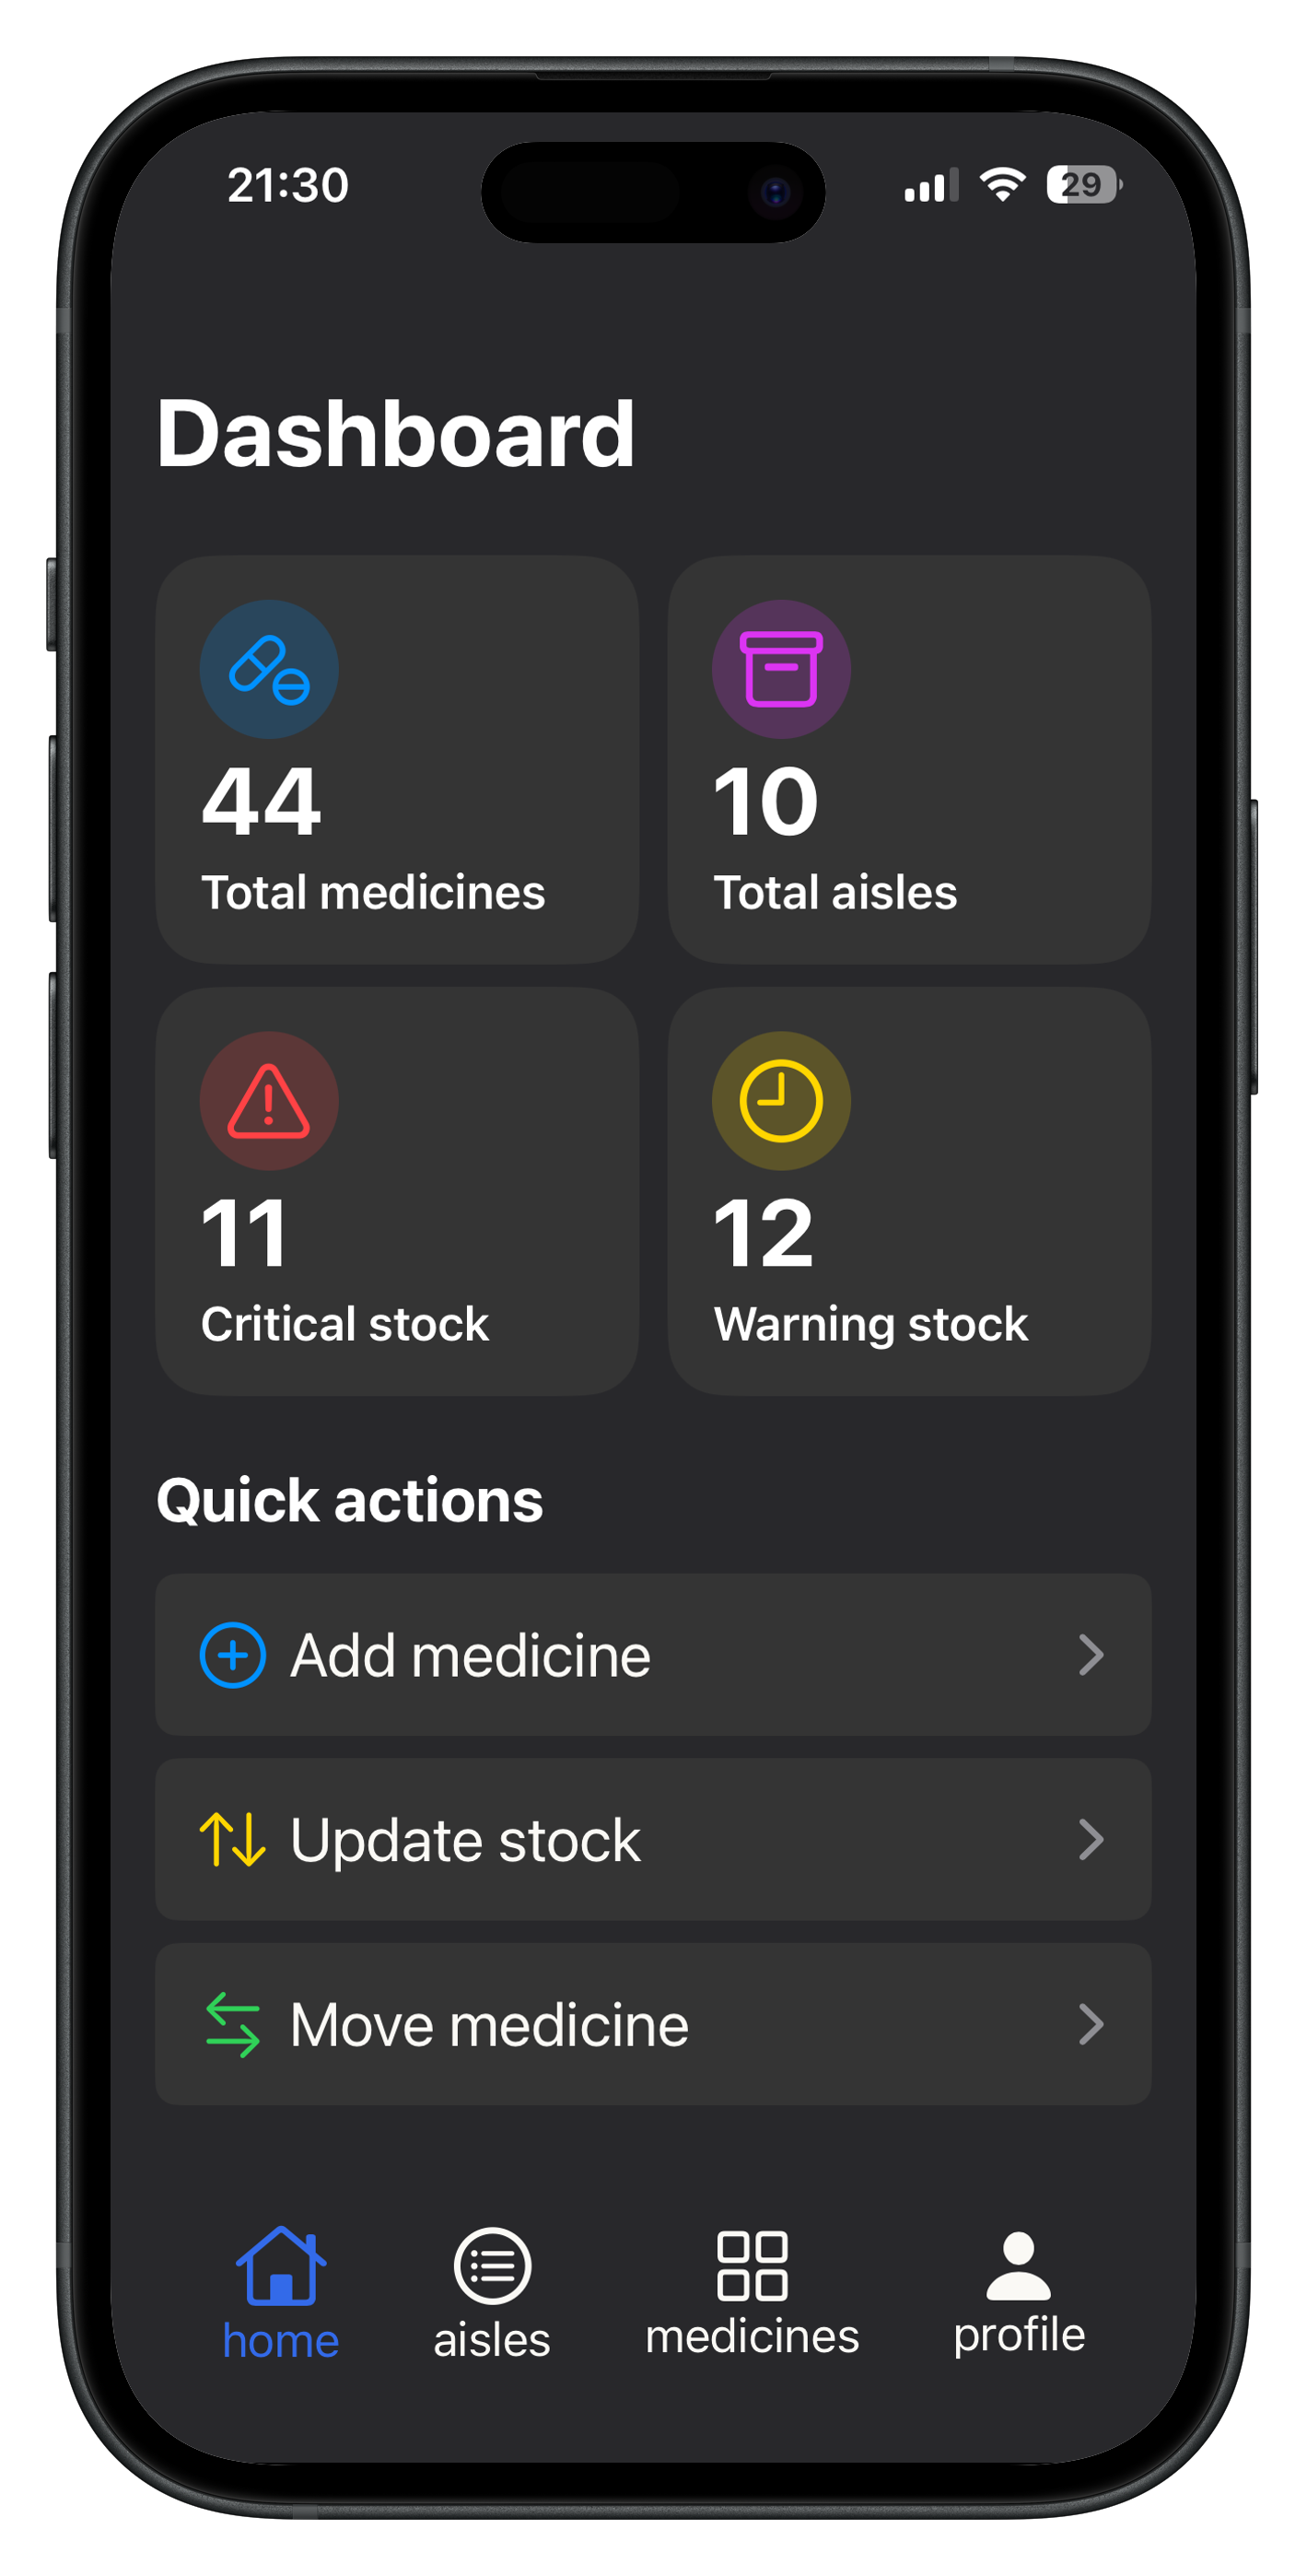 21:30
29
Dashboard
44
Total medicines
10
Total aisles
11
Critical stock
12
Warning stock
Quick actions
Add medicine
Update stock
Move medicine
home
aisles
medicines
profile